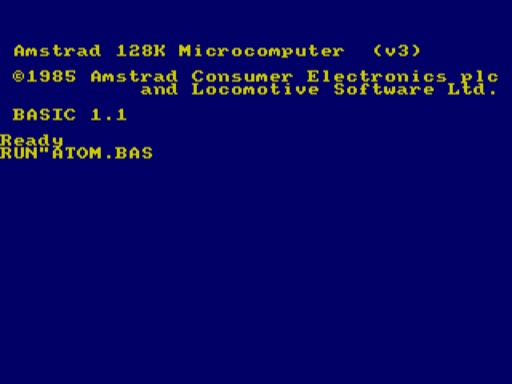 Amstrad 128K Microcomputer  (v3)
©1985 Amstrad Consumer Electronics plc
and Locomotive Software Ltd.
BASIC 1.1
Ready
RUN"ATOM.BAS